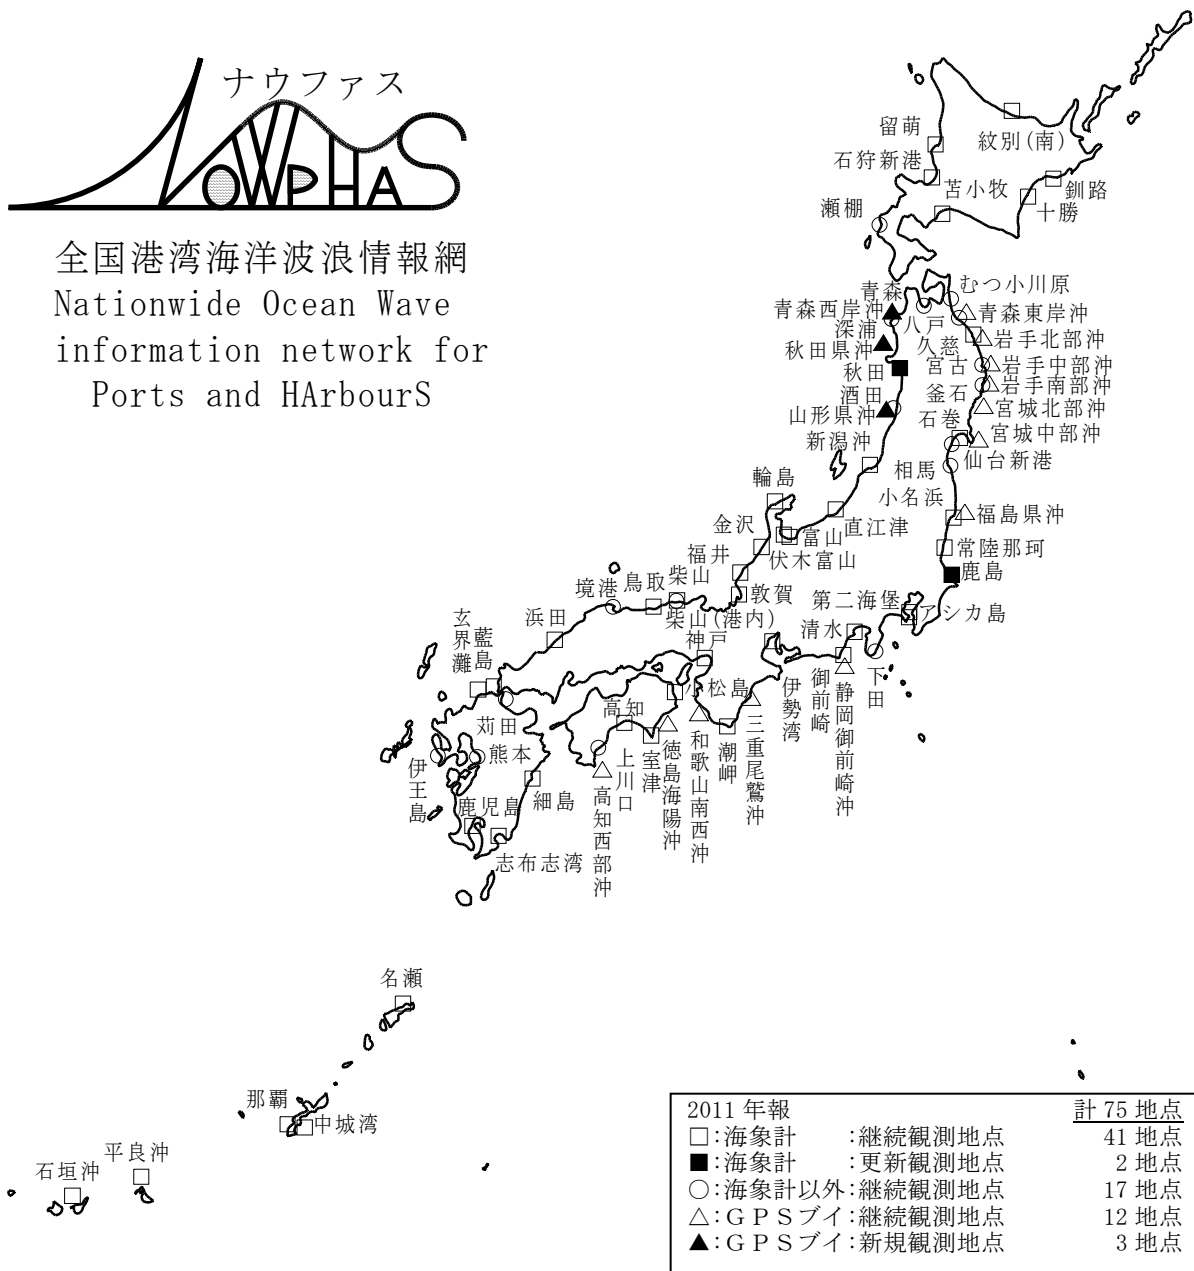 ナウファス
NOWPHAS
全国港湾海洋波浪情報網
Nationwide Ocean Wave
information network for
Ports and HArbourS
留萌
紋別(南)
石狩新港
苫小牧
釧路
十勝
瀬棚
むつ小川原
青森
青森西岸沖
青森東岸沖
深浦
八戸
岩手北部沖
秋田県沖
久慈
宮古
岩手中部沖
秋田
釜石
岩手南部沖
酒田
宮城北部沖
山形県沖
石巻
宮城中部沖
新潟沖
仙台新港
相馬
輪島
小名浜
福島県沖
金沢
直江津
富山
常陸那珂
伏木富山
福井
鹿島
柴山
鳥取
境港
敦賀
第二海堡
アシカ島
柴山(港内)
浜田
清水
神戸
玄界灘
藍島
小松島
伊勢湾
御前崎
静岡御前崎沖
下田
高知
苅田
三重尾鷲沖
潮岬
和歌山南西沖
徳島海陽沖
室津
上川口
高知西部沖
熊本
伊王島
細島
鹿児島
志布志湾
名瀬
那覇
中城湾
平良沖
石垣沖
2011年報 計75地点
□:海象計 :継続観測地点 41地点
■:海象計 :更新観測地点 2地点
○:海象計以外:継続観測地点 17地点
△:GPSブイ:継続観測地点 12地点
▲:GPSブイ:新規観測地点 3地点